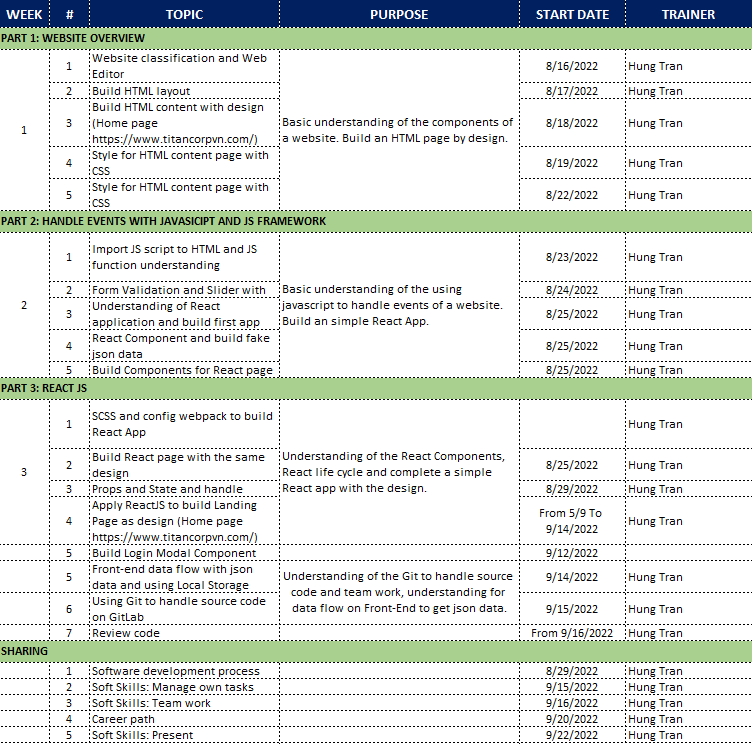 WEEK # TOPIC PURPOSE START DATE TRAINER
PART 1: WEBSITE OVERVIEW
1
1 Website classification and Web
Editor
8/16/2022 Hung Tran
2 Build HTML layout 8/17/2022 Hung Tran
3 Build HTML content with design
(Home page
https://www.titancorpvn.com/)
8/18/2022 Hung Tran
4 Style for HTML content page with
CSS
8/19/2022 Hung Tran
5 Style for HTML content page with
CSS
8/22/2022 Hung Tran
Basic understanding of the components of
a website. Build an HTML page by design.
PART 2: HANDLE EVENTS WITH JAVASICIPT AND JS FRAMEWORK
2
1 Import JS script to HTML and JS
function understanding
8/23/2022 Hung Tran
2 Form Validation and Slider with 8/24/2022 Hung Tran
3 Understanding of React
application and build first app
8/25/2022 Hung Tran
4 React Component and build fake
json data
8/25/2022 Hung Tran
5 Build Components for React page 8/25/2022 Hung Tran
Basic understanding of the using
javascript to handle events of a website.
Build an simple React App.
PART 3: REACT JS
3
1 SCSS and config webpack to build
React App
Hung Tran
2 Build React page with the same
design
8/25/2022 Hung Tran
3 Props and State and handle 8/29/2022 Hung Tran
4 Apply ReactJS to build Landing
Page as design (Home page
https://www.titancorpvn.com/)
From 5/9 To
9/14/2022
Hung Tran
Understanding of the React Components,
React life cycle and complete a simple
React app with the design.
5 Build Login Modal Component 9/12/2022 Hung Tran
5 Front-end data flow with json
data and using Local Storage
9/14/2022 Hung Tran
6 Using Git to handle source code
on GitLab
9/15/2022 Hung Tran
Understanding of the Git to handle source
code and team work, understanding for
data flow on Front-End to get json data.
7 Review code From 9/16/2022 Hung Tran
SHARING
1 Software development process 8/29/2022 Hung Tran
2 Soft Skills: Manage own tasks 9/15/2022 Hung Tran
3 Soft Skills: Team work 9/16/2022 Hung Tran
4 Career path 9/20/2022 Hung Tran
5 Soft Skills: Present 9/22/2022 Hung Tran